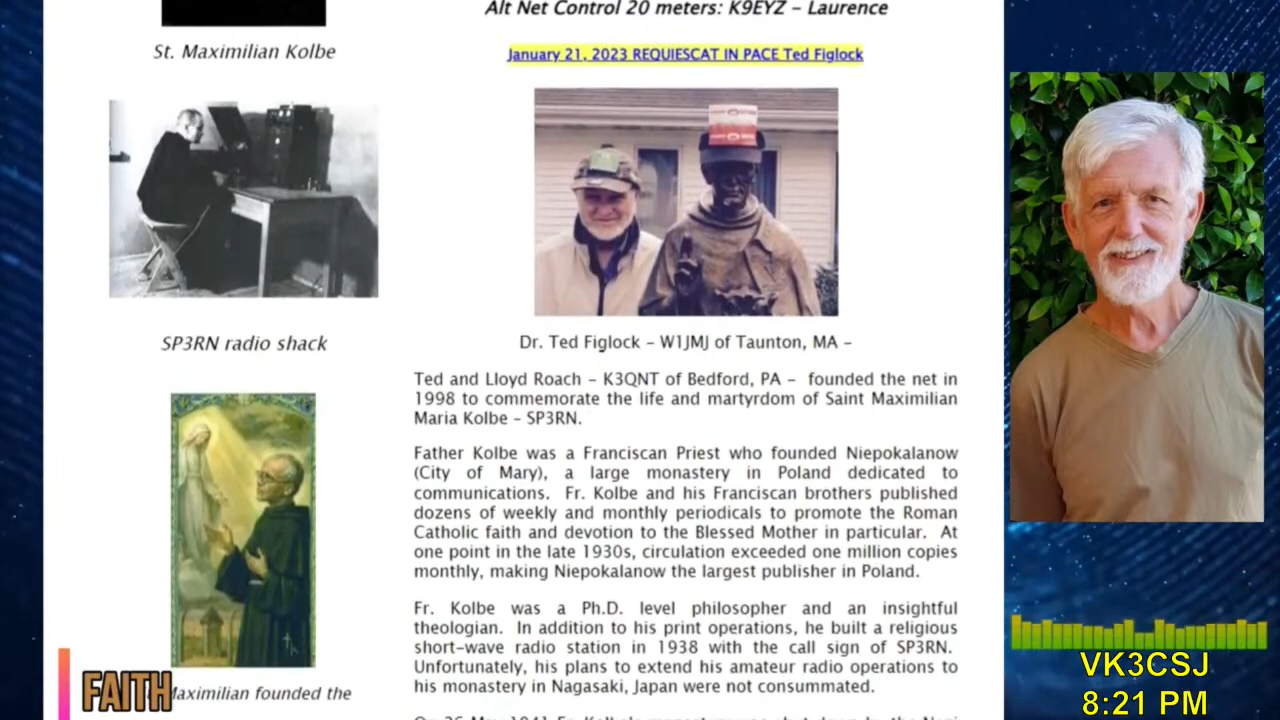 Alt Net Control 20 meters: K9EYZ – Laurence
St. Maximilian Kolbe
January 21, 2023 REQUIESCAT IN PACE Ted Figlock
SP3RN radio shack
Dr. Ted Figlock – W1JMJ of Taunton, MA –
Ted and Lloyd Roach – K3QNT of Bedford, PA – founded the net in
1998 to commemorate the life and martyrdom of Saint Maximilian
Maria Kolbe – SP3RN.
Father Kolbe was a Franciscan Priest who founded Niepokalanow
(City of Mary), a large monastery in Poland dedicated to
communications. Fr. Kolbe and his Franciscan brothers published
dozens of weekly and monthly periodicals to promote the Roman
Catholic faith and devotion to the Blessed Mother in particular. At
one point in the late 1930s, circulation exceeded one million copies
monthly, making Niepokalanow the largest publisher in Poland.
Fr. Kolbe was a Ph.D. level philosopher and an insightful
theologian. In addition to his print operations, he built a religious
short-wave radio station in 1938 with the call sign of SP3RN.
Unfortunately, his plans to extend his amateur radio operations to
his monastery in Nagasaki, Japan were not consummated.
Maximilian founded the
FAITH
VK3CSJ
8:21 PM